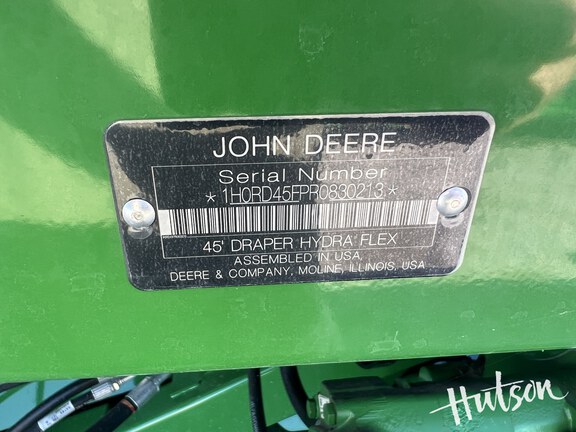 JOHN DEERE
Serial Number
*1H0RD45FPR0830213*
45' DRAPER HYDRA FLEX
ASSEMBLED IN USA
DEERE & COMPANY, MOLINE, ILLINOIS, USA
Hutson